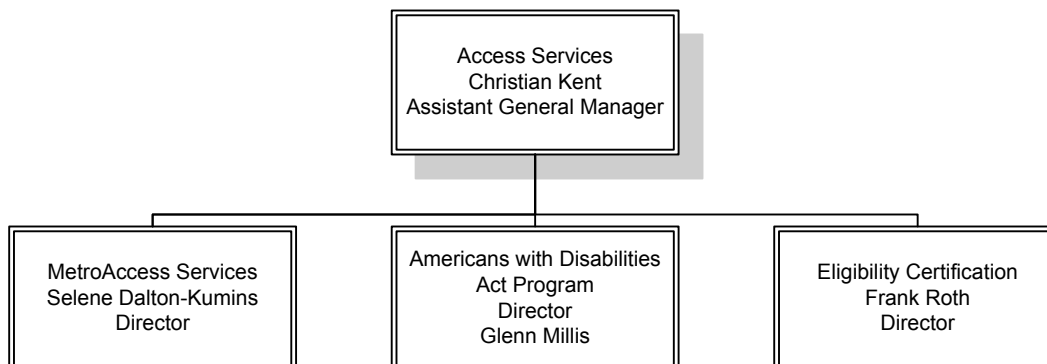 Access Services
Christian Kent
Assistant General Manager
MetroAccess Services
Selene Dalton-Kumins
Director
Americans with Disabilities
Act Program
Director
Glenn Millis
Eligibility Certification
Frank Roth
Director